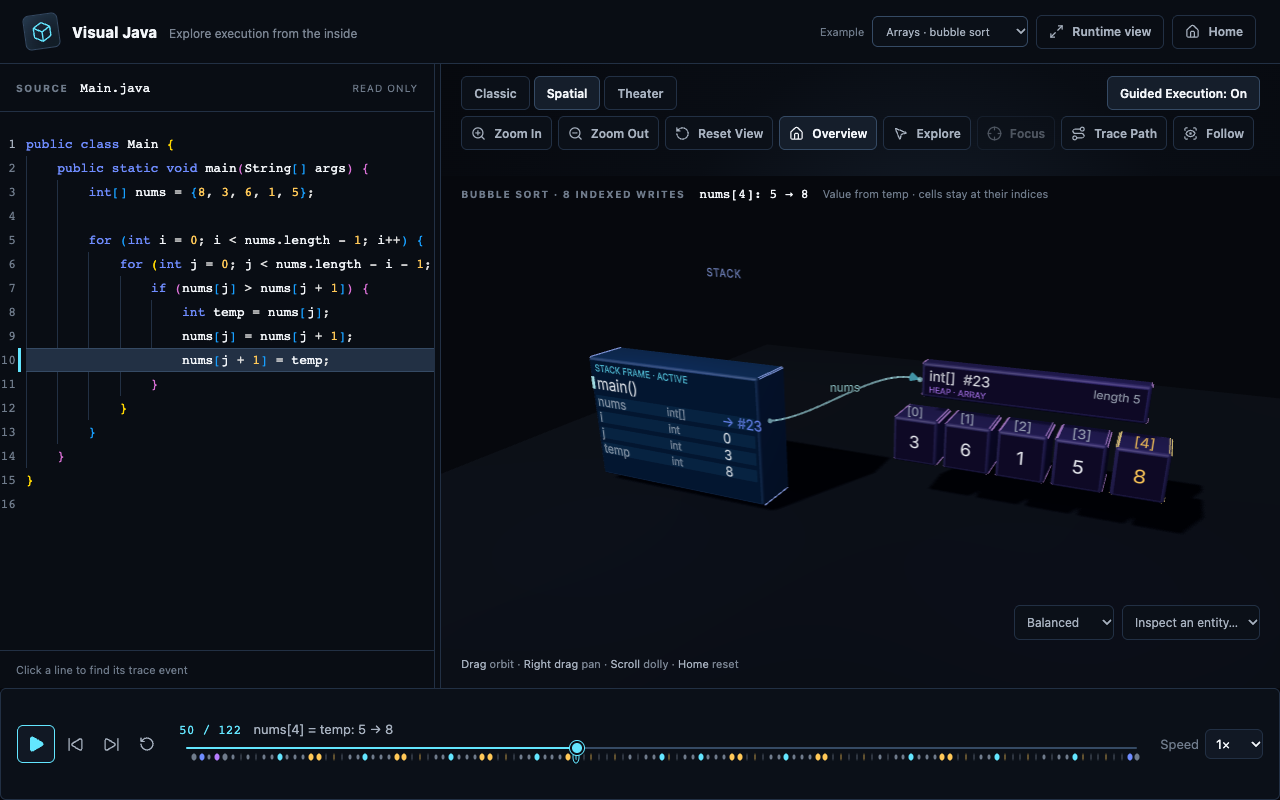 Visual Java Explore execution from the inside
Example Arrays · bubble sort Runtime view Home
SOURCE Main.java READ ONLY
1 public class Main {
2 public static void main(String[] args) {
3 int[] nums = {8, 3, 6, 1, 5};
4
5 for (int i = 0; i < nums.length - 1; i++) {
6 for (int j = 0; j < nums.length - i - 1;
7 if (nums[j] > nums[j + 1]) {
8 int temp = nums[j];
9 nums[j] = nums[j + 1];
10 nums[j + 1] = temp;
11 }
12 }
13 }
14 }
15 }
16
Click a line to find its trace event
Classic Spatial Theater Guided Execution: On
Zoom In Zoom Out Reset View Overview Explore Focus Trace Path Follow
BUBBLE SORT · 8 INDEXED WRITES nums[4]: 5 → 8 Value from temp · cells stay at their indices
STACK
STACK FRAME · ACTIVE
main()
nums int[] → #23
i int 0
j int 3
temp int 8
nums
int[] #23
HEAP · ARRAY length 5
[0] [1] [2] [3] [4]
3 6 1 5 8
Balanced Inspect an entity...
Drag orbit · Right drag pan · Scroll dolly · Home reset
50 / 122 nums[4] = temp: 5 → 8
Speed 1×